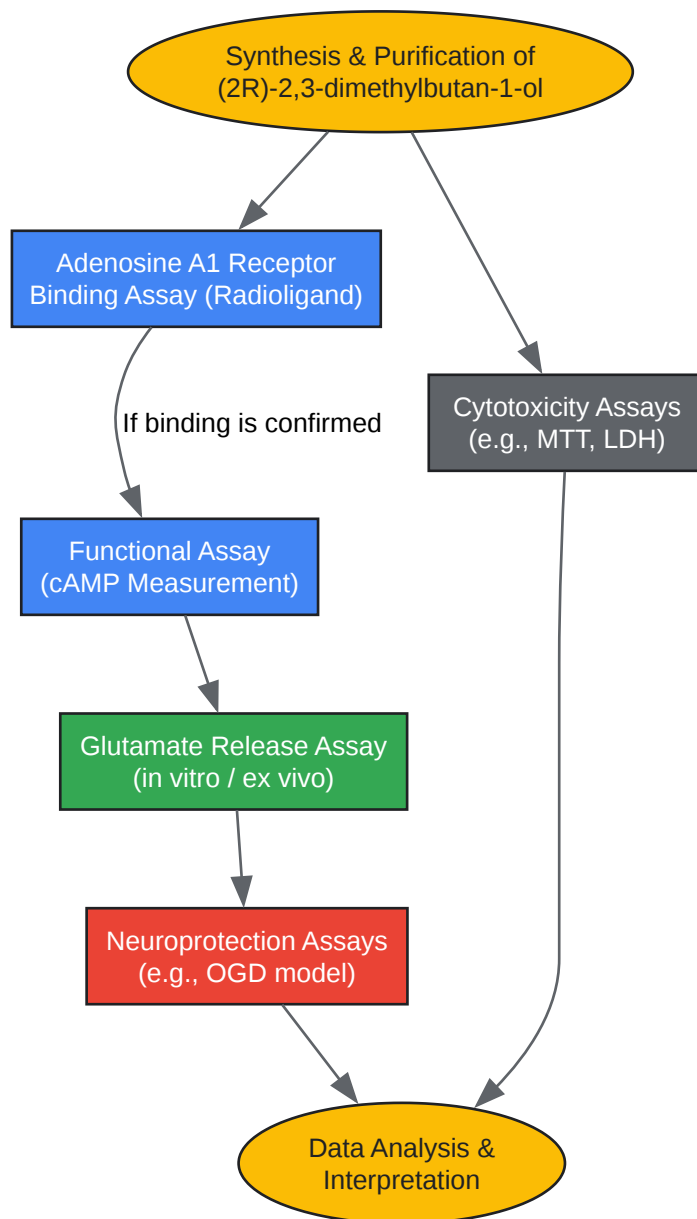 Synthesis & Purification of
(2R)-2,3-dimethylbutan-1-ol
Adenosine A1 Receptor
Binding Assay (Radioligand)
If binding is confirmed
Cytotoxicity Assays
(e.g., MTT, LDH)
Functional Assay
(cAMP Measurement)
Glutamate Release Assay
(in vitro / ex vivo)
Neuroprotection Assays
(e.g., OGD model)
Data Analysis &
Interpretation